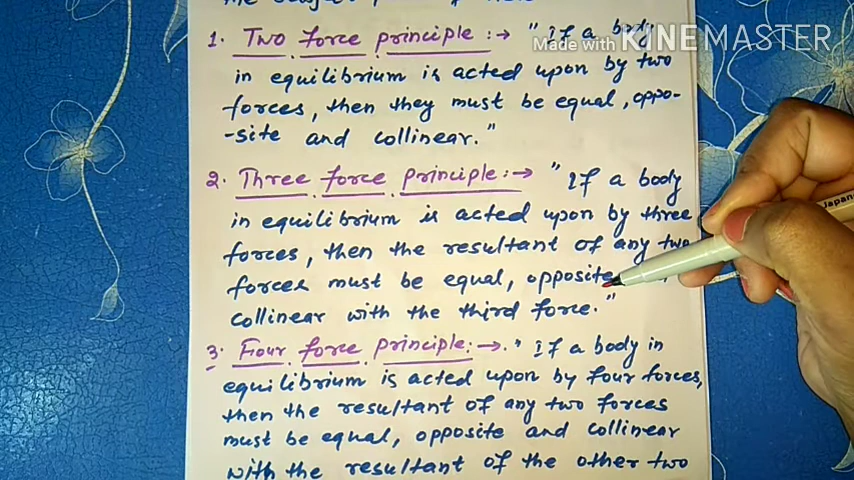 1. Two force principle :→ "If a body
Made with KINEMASTER
in equilibrium is acted upon by two
forces, then they must be equal, oppo-
-site and collinear."
2. Three force principle :→ "If a body
in equilibrium is acted upon by three
forces, then the resultant of any two
forces must be equal, opposite
collinear with the third force."
3. Four force principle :→. "If a body in
equilibrium is acted upon by four forces,
then the resultant of any two forces
must be equal, opposite and collinear
with the resultant of the other two
Japan